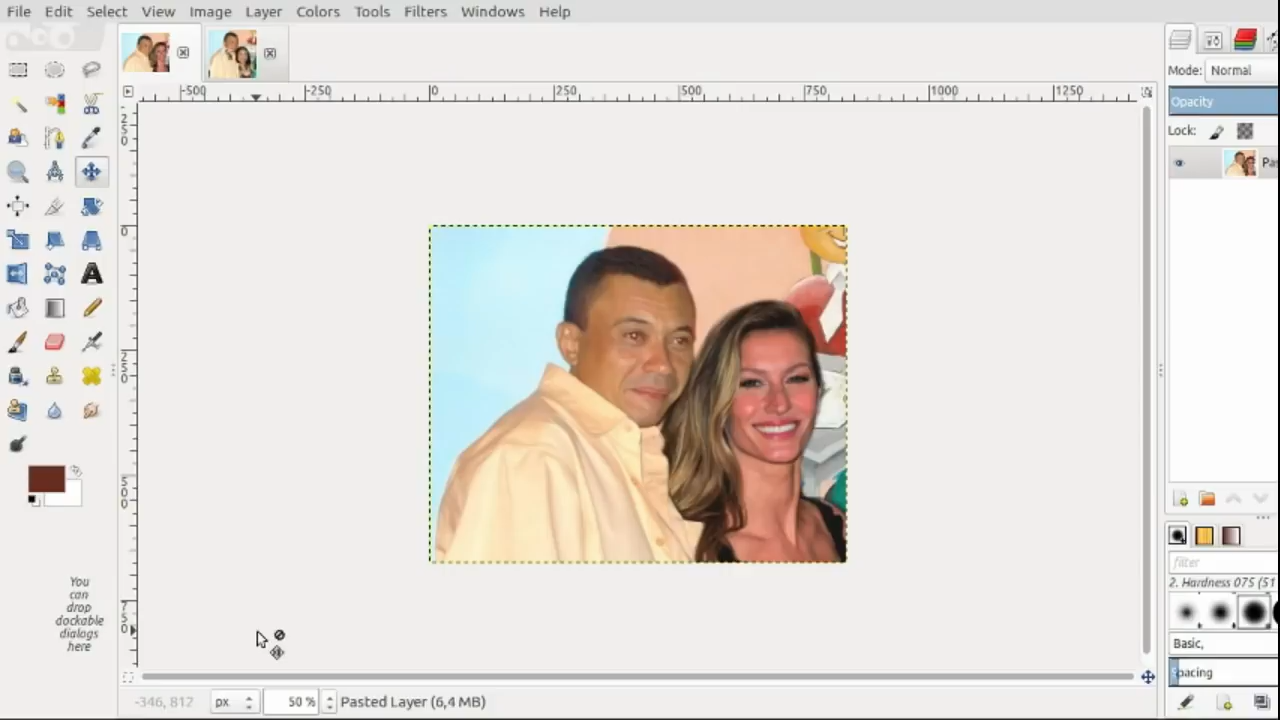 File Edit Select View Image Layer Colors Tools Filters Windows Help
-500 -250 0 250 500 750 1000 1250
Mode: Normal
Opacity
Lock:
250
0
250
500
750
You
can
drop
dockable
dialogs
here
filter
2. Hardness 075 (51
Basic,
pacing
-346, 812 px 50 % Pasted Layer (6,4 MB)